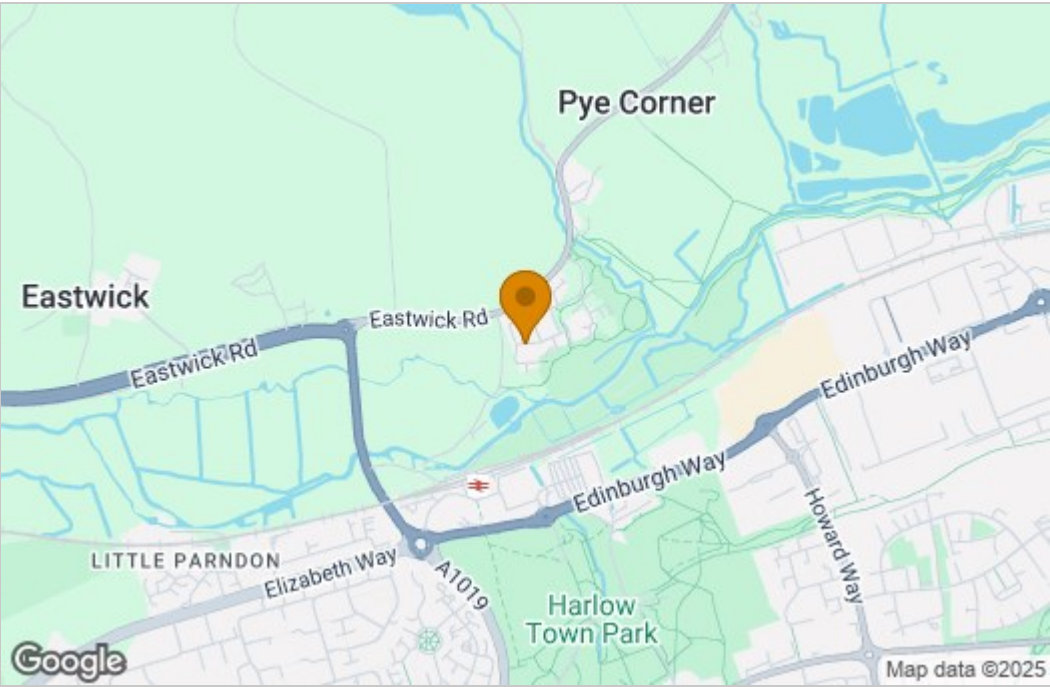 Pye Corner
Eastwick
Eastwick Rd
Eastwick Rd
Edinburgh Way
Edinburgh Way
LITTLE PARNDON
Elizabeth Way
A1019
Howard Way
Harlow
Town Park
Google
Map data ©2025